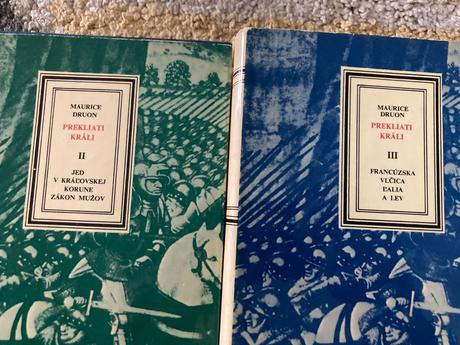 MAURICE
DRUON
PREKLIATI
KRÁLI
II
JED
V KRÁĽOVSKEJ
KORUNE
ZÁKON MUŽOV
MAURICE
DRUON
PREKLIATI
KRÁLI
III
FRANCÚZSKA
VLČICA
ĽALIA
A LEV